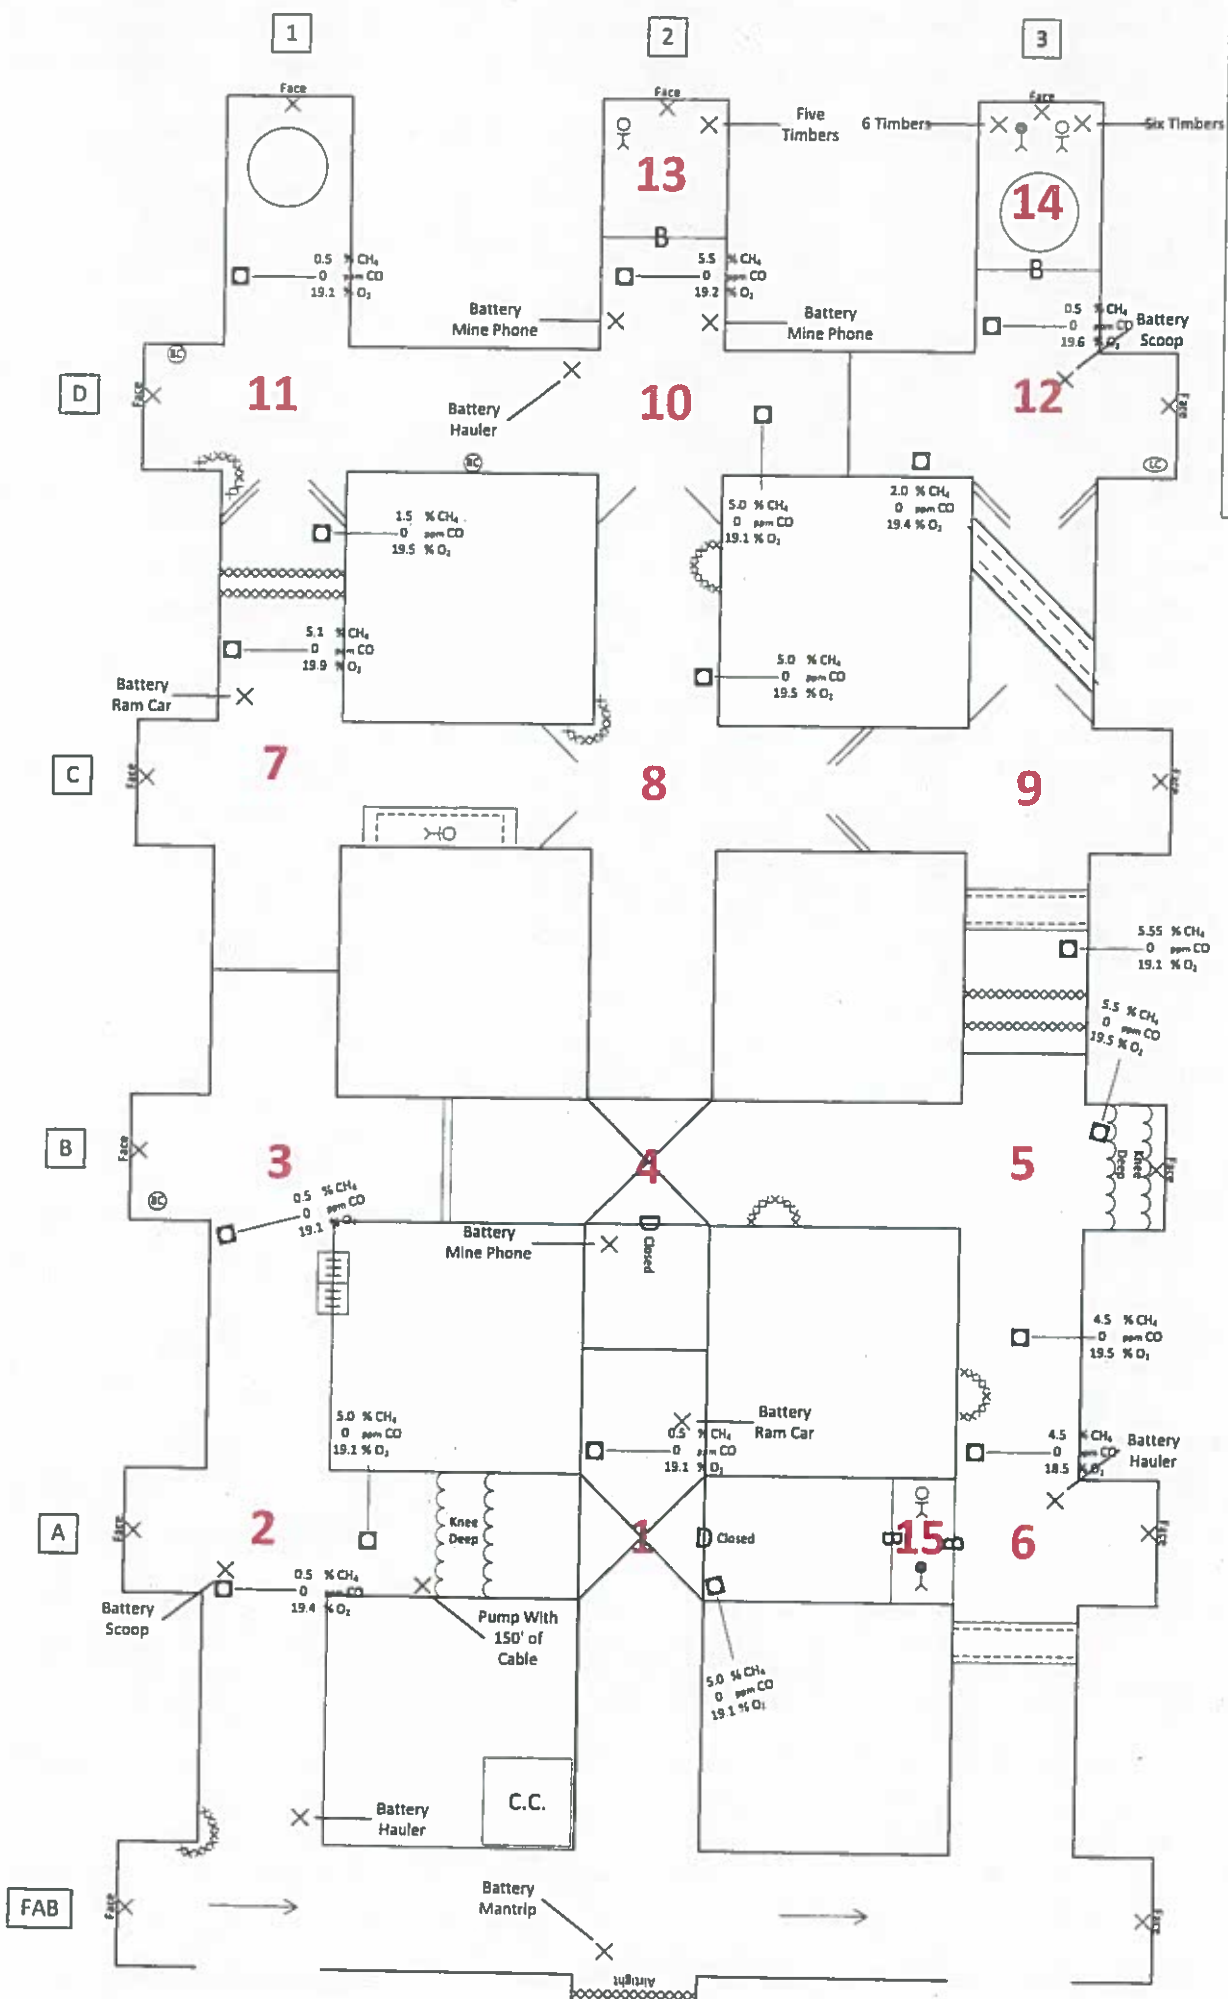 1
2
3
Face
Face
Face
Five
Timbers
6 Timbers
Six Timbers
13
14
B
B
0.5 % CH₄
0 ppm CO
19.1 % O₂
5.5 % CH₄
0 ppm CO
19.2 % O₂
0.5 % CH₄
0 ppm CO
19.6 % O₂
Battery
Scoop
Battery
Mine Phone
Battery
Mine Phone
BC
D
Face
11
10
12
Face
Battery
Hauler
BC
LC
1.5 % CH₄
0 ppm CO
19.5 % O₂
5.0 % CH₄
0 ppm CO
19.1 % O₂
2.0 % CH₄
0 ppm CO
19.4 % O₂
5.1 % CH₄
0 ppm CO
19.9 % O₂
5.0 % CH₄
0 ppm CO
19.5 % O₂
Battery
Ram Car
C
Face
7
8
9
Face
5.55 % CH₄
0 ppm CO
19.1 % O₂
5.5 % CH₄
0 ppm CO
19.5 % O₂
B
Face
3
4
5
Knee
Deep
Face
BC
0.5 % CH₄
0 ppm CO
19.1 % O₂
Battery
Mine Phone
D
Closed
4.5 % CH₄
0 ppm CO
19.5 % O₂
5.0 % CH₄
0 ppm CO
19.1 % O₂
Battery
Ram Car
0.5 % CH₄
0 ppm CO
19.1 % O₂
4.5 % CH₄
0 ppm CO
18.5 % O₂
Battery
Hauler
A
Face
2
Knee
Deep
1
D Closed
B
15
B
6
Face
0.5 % CH₄
0 ppm CO
19.4 % O₂
Battery
Scoop
Pump With
150' of
Cable
5.0 % CH₄
0 ppm CO
19.1 % O₂
C.C.
Battery
Hauler
FAB
Face
Battery
Mantrip
Face
Airtight